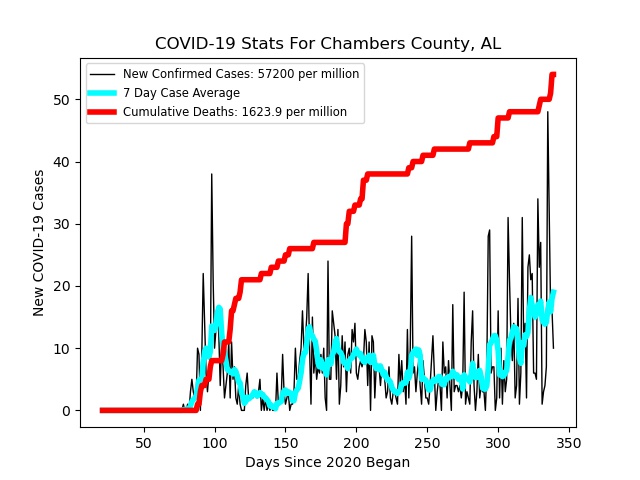 COVID-19 Stats For Chambers County, AL
New Confirmed Cases: 57200 per million
7 Day Case Average
Cumulative Deaths: 1623.9 per million
New COVID-19 Cases
50
40
30
20
10
0
50
100
150
200
250
300
350
Days Since 2020 Began